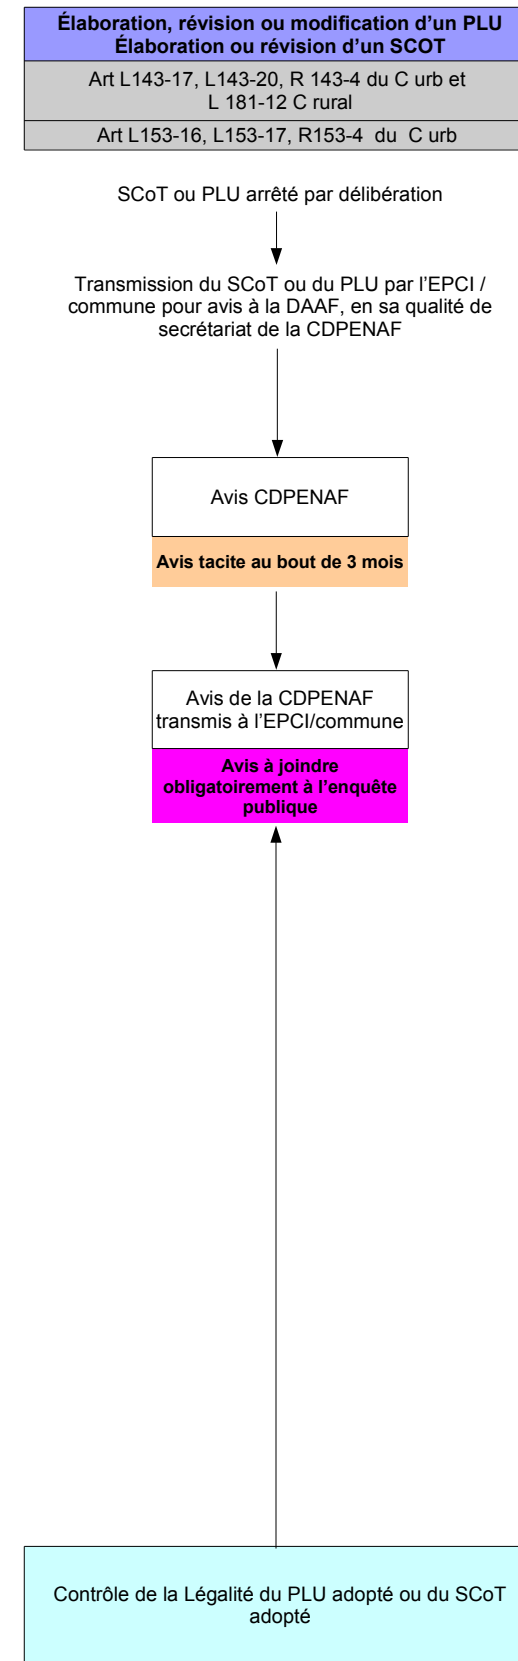 Élaboration, révision ou modification d’un PLU
Élaboration ou révision d’un SCOT
Art L143-17, L143-20, R 143-4 du C urb et
L 181-12 C rural
Art L153-16, L153-17, R153-4 du C urb
SCoT ou PLU arrêté par délibération
Transmission du SCoT ou du PLU par l’EPCI /
commune pour avis à la DAAF, en sa qualité de
secrétariat de la CDPENAF
Avis CDPENAF
Avis tacite au bout de 3 mois
Avis de la CDPENAF
transmis à l’EPCI/commune
Avis à joindre
obligatoirement à l’enquête
publique
Contrôle de la Légalité du PLU adopté ou du SCoT
adopté